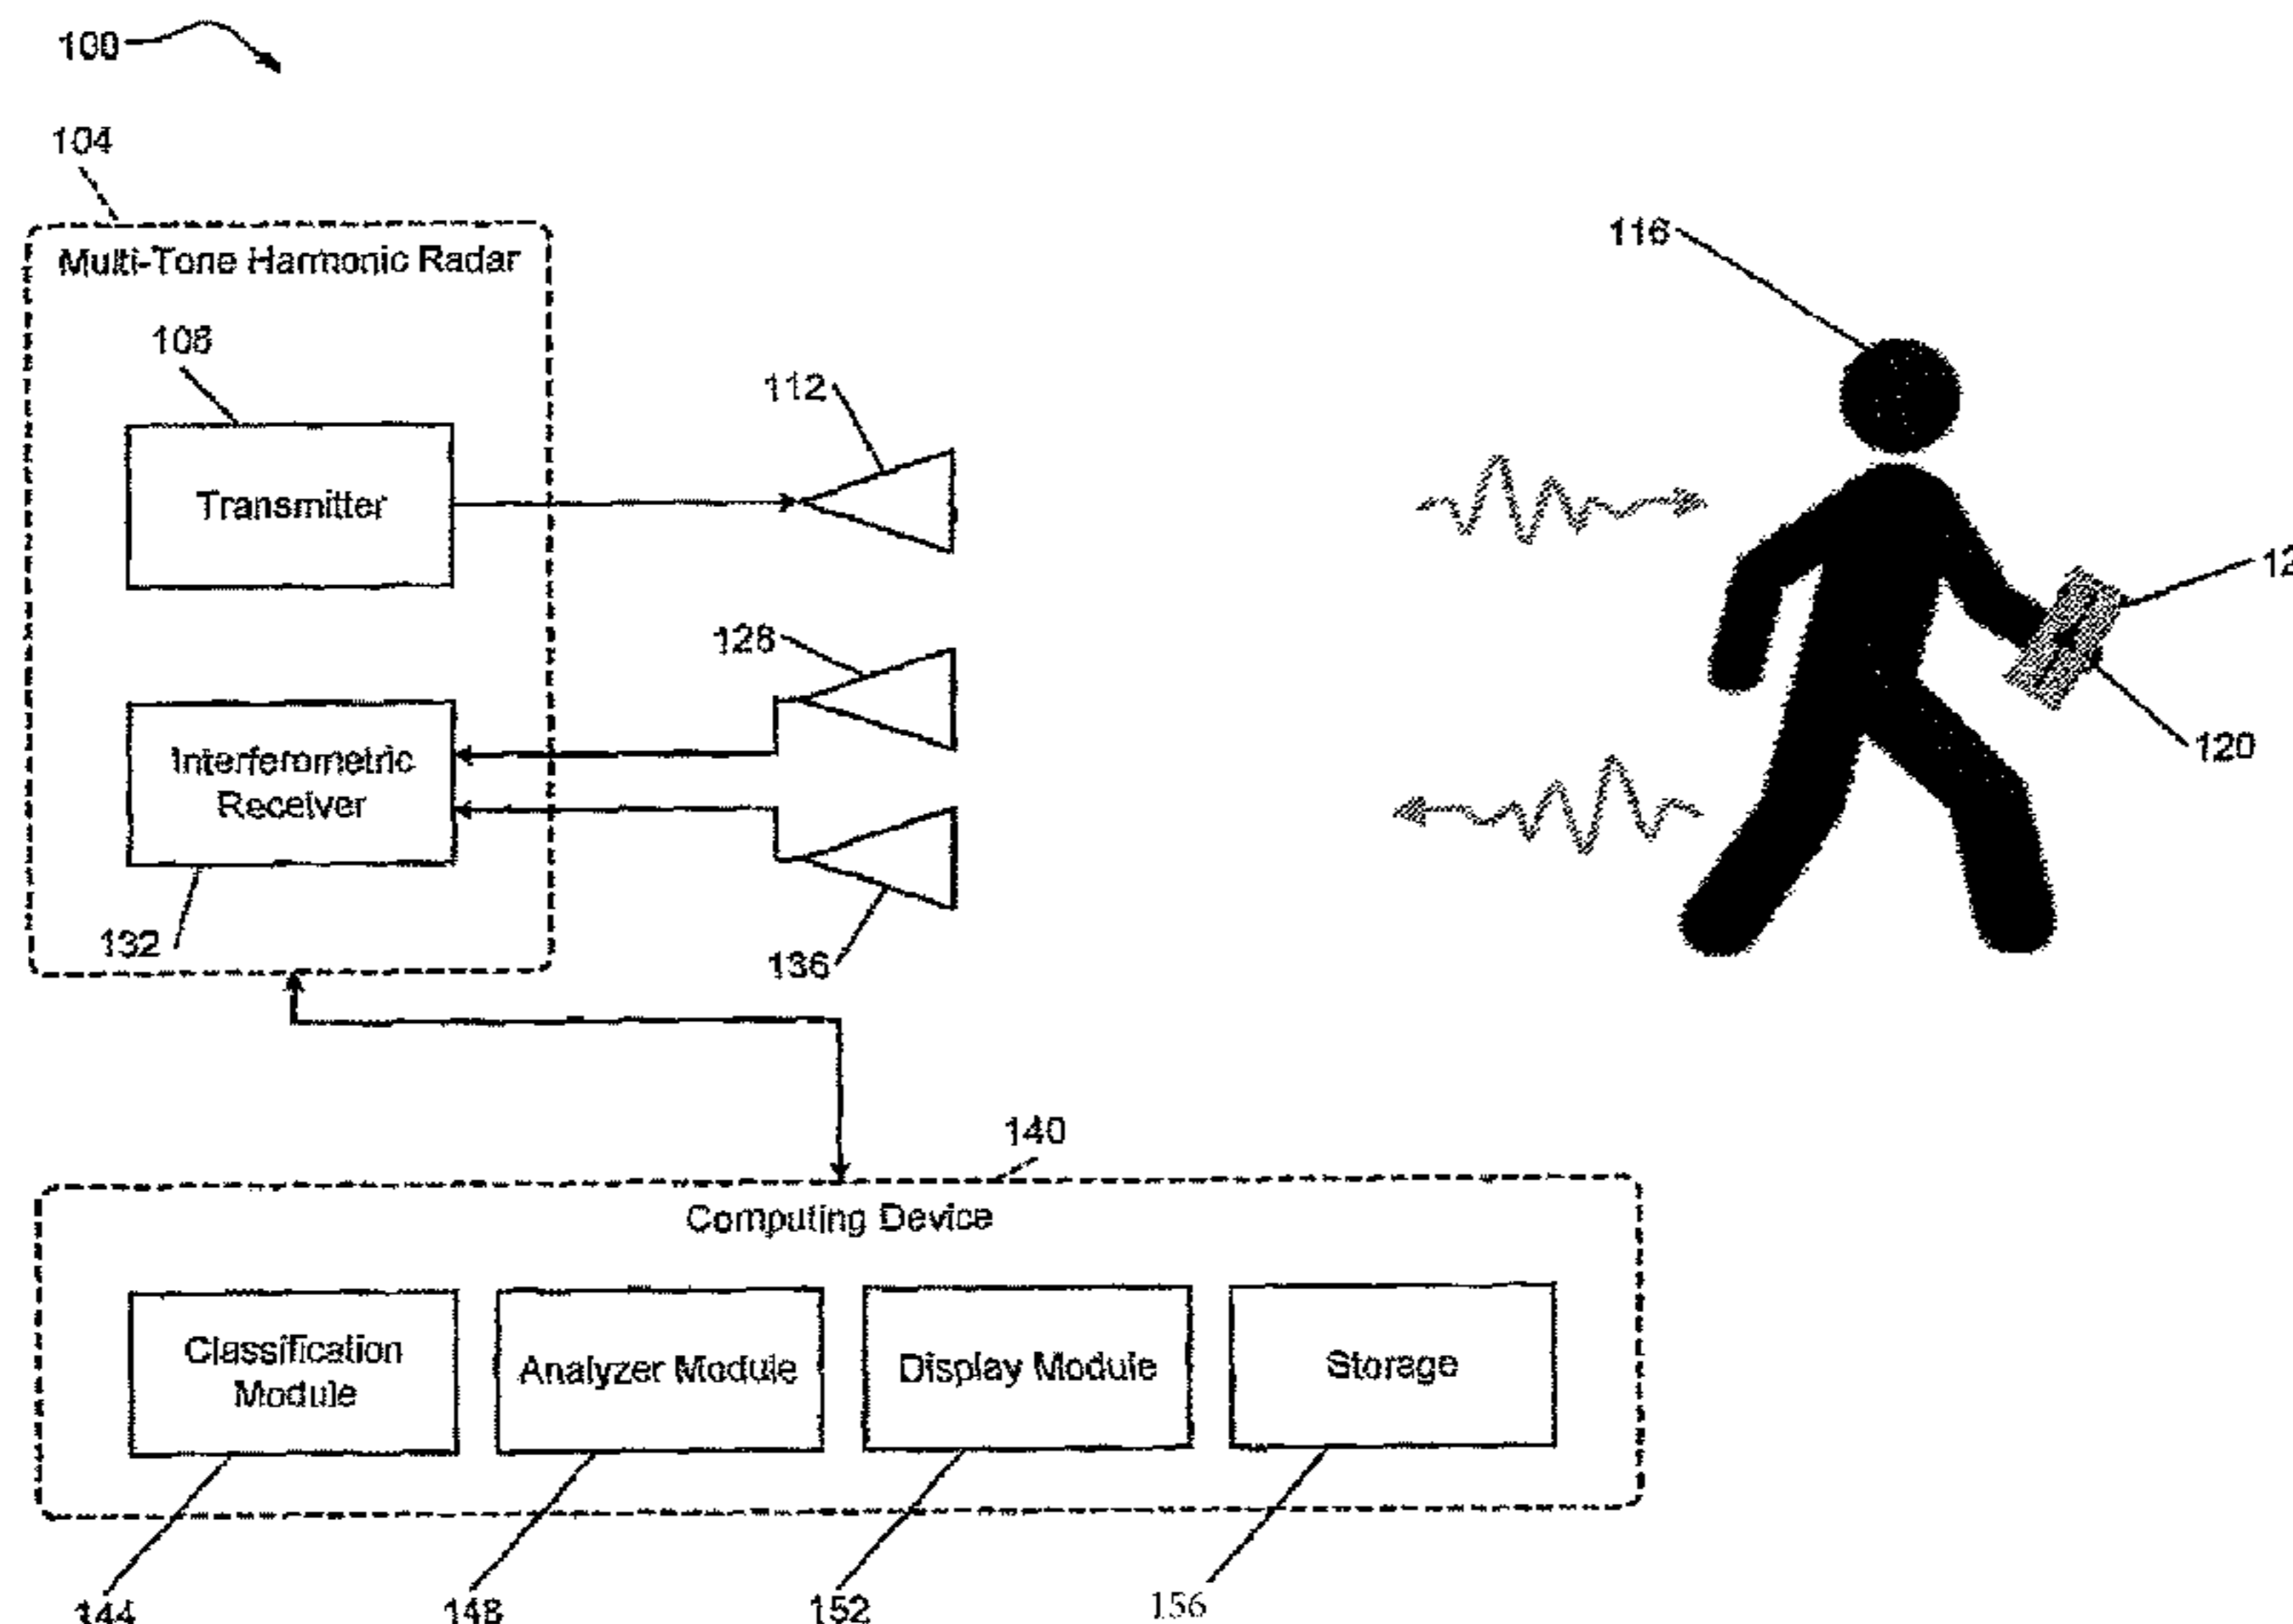 100
104
Multi-Tone Harmonic Radar
108
Transmitter
112
116
128
Interferometric
Receiver
120
132
136
140
Computing Device
Classification
Module
Analyzer Module
Display Module
Storage
144
148
152
156